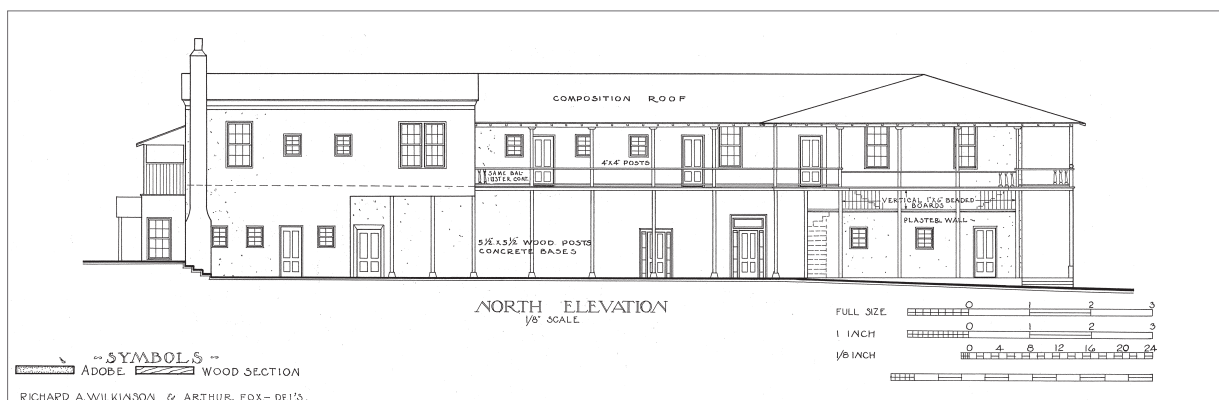 COMPOSITION ROOF
4"X4" POSTS
SAME BAL-
USTER CONT.
VERTICAL 1"X6" BEADED
BOARDS
PLASTER WALL
5½"X5½" WOOD POSTS
CONCRETE BASES
NORTH ELEVATION
1/8" SCALE
FULL SIZE 0 1 2 3
1 INCH 0 1 2 3
1/8 INCH 0 4 8 12 16 20 24
~SYMBOLS~
ADOBE WOOD SECTION
RICHARD A. WILKINSON & ARTHUR FOX - DEL'S.